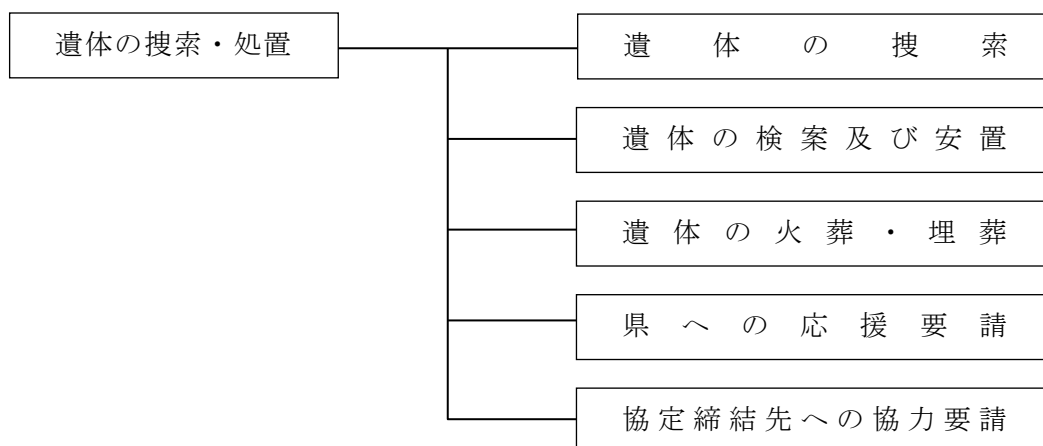 遺体の捜索・処置
遺体の捜索
遺体の検案及び安置
遺体の火葬・埋葬
県への応援要請
協定締結先への協力要請